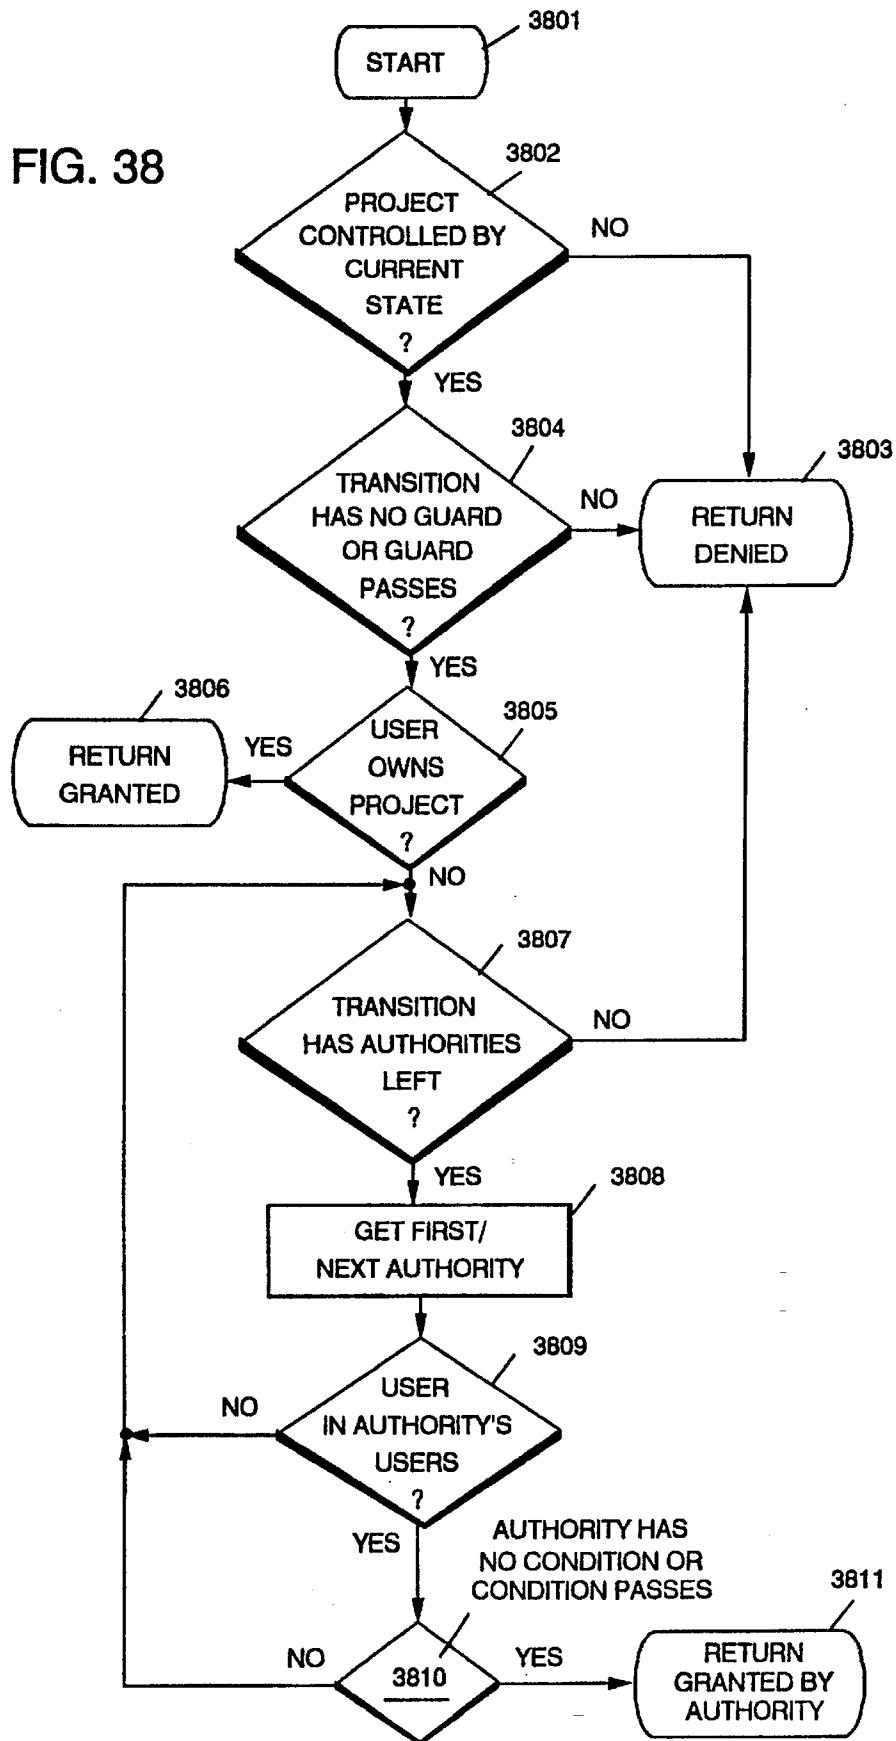 3801
START
FIG. 38
3802
PROJECT
CONTROLLED BY
CURRENT
STATE
?
NO
YES
3804
TRANSITION
HAS NO GUARD
OR GUARD
PASSES
?
NO
3803
RETURN
DENIED
YES
3806
RETURN
GRANTED
YES
3805
USER
OWNS
PROJECT
?
NO
3807
TRANSITION
HAS AUTHORITIES
LEFT
?
NO
YES
3808
GET FIRST/
NEXT AUTHORITY
3809
USER
IN AUTHORITY'S
USERS
?
NO
YES
AUTHORITY HAS
NO CONDITION OR
CONDITION PASSES
3810
NO
YES
3811
RETURN
GRANTED BY
AUTHORITY